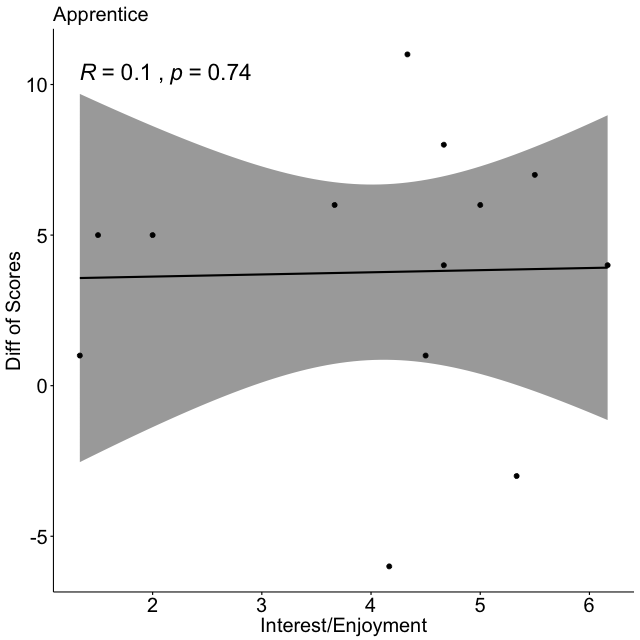 Apprentice
R = 0.1 , p = 0.74
10
5
0
-5
Diff of Scores
2 3 4 5 6
Interest/Enjoyment